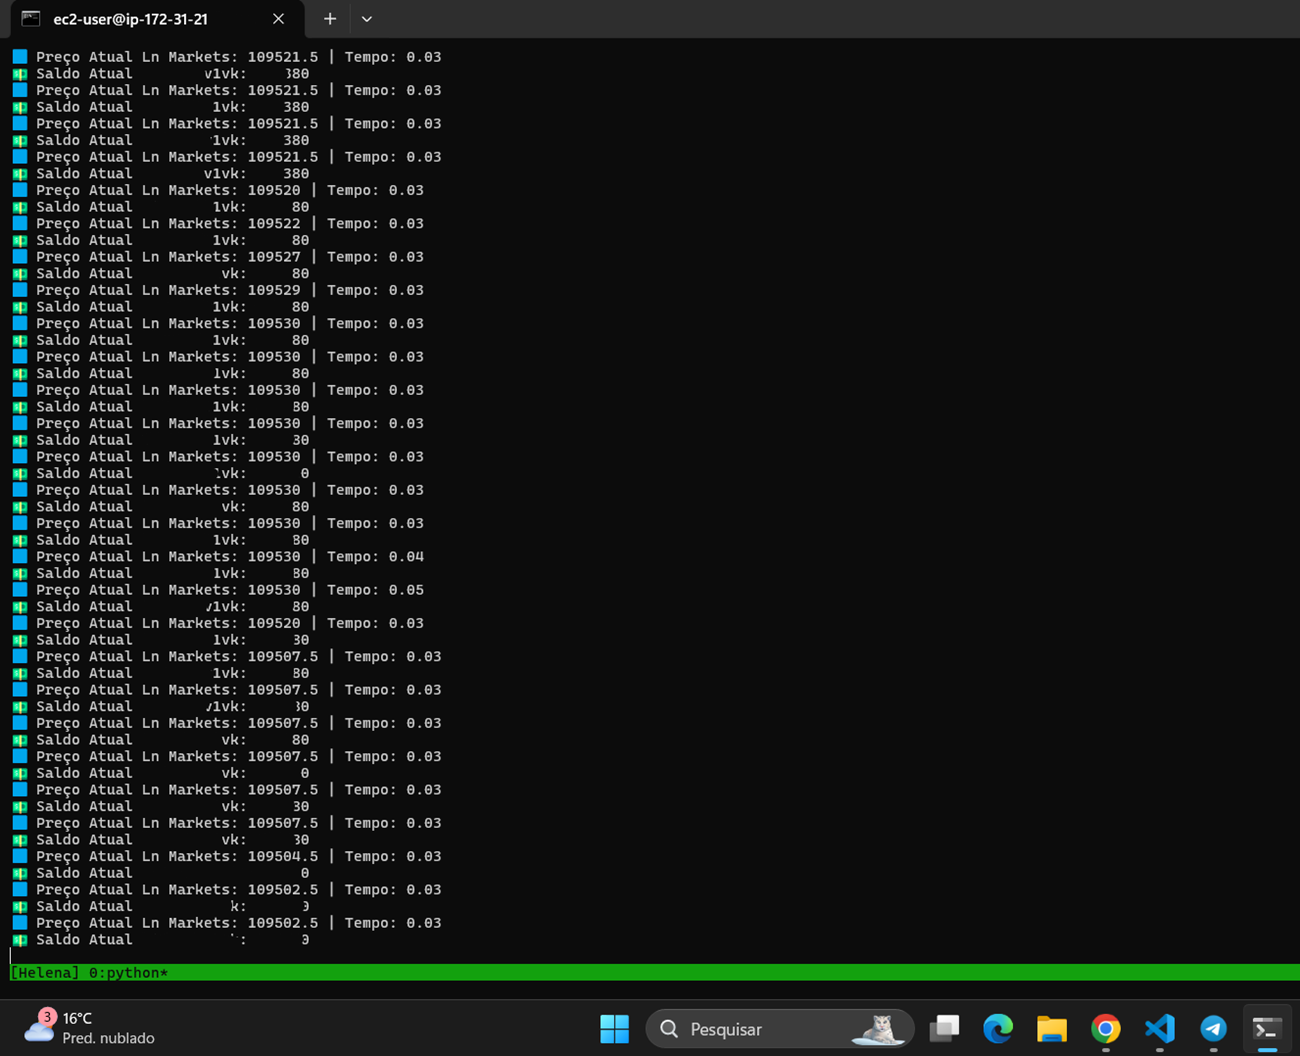 ec2-user@ip-172-31-21
Preço Atual Ln Markets: 109521.5 | Tempo: 0.03
Saldo Atual v1vk: 380
Preço Atual Ln Markets: 109521.5 | Tempo: 0.03
Saldo Atual 1vk: 380
Preço Atual Ln Markets: 109521.5 | Tempo: 0.03
Saldo Atual 1vk: 380
Preço Atual Ln Markets: 109521.5 | Tempo: 0.03
Saldo Atual v1vk: 380
Preço Atual Ln Markets: 109520 | Tempo: 0.03
Saldo Atual 1vk: 80
Preço Atual Ln Markets: 109522 | Tempo: 0.03
Saldo Atual 1vk: 80
Preço Atual Ln Markets: 109527 | Tempo: 0.03
Saldo Atual vk: 80
Preço Atual Ln Markets: 109529 | Tempo: 0.03
Saldo Atual 1vk: 80
Preço Atual Ln Markets: 109530 | Tempo: 0.03
Saldo Atual 1vk: 80
Preço Atual Ln Markets: 109530 | Tempo: 0.03
Saldo Atual 1vk: 80
Preço Atual Ln Markets: 109530 | Tempo: 0.03
Saldo Atual 1vk: 80
Preço Atual Ln Markets: 109530 | Tempo: 0.03
Saldo Atual 1vk: 80
Preço Atual Ln Markets: 109530 | Tempo: 0.03
Saldo Atual vk: 0
Preço Atual Ln Markets: 109530 | Tempo: 0.03
Saldo Atual vk: 80
Preço Atual Ln Markets: 109530 | Tempo: 0.03
Saldo Atual 1vk: 80
Preço Atual Ln Markets: 109530 | Tempo: 0.04
Saldo Atual 1vk: 80
Preço Atual Ln Markets: 109530 | Tempo: 0.05
Saldo Atual v1vk: 80
Preço Atual Ln Markets: 109520 | Tempo: 0.03
Saldo Atual 1vk: 80
Preço Atual Ln Markets: 109507.5 | Tempo: 0.03
Saldo Atual 1vk: 80
Preço Atual Ln Markets: 109507.5 | Tempo: 0.03
Saldo Atual v1vk: 80
Preço Atual Ln Markets: 109507.5 | Tempo: 0.03
Saldo Atual vk: 80
Preço Atual Ln Markets: 109507.5 | Tempo: 0.03
Saldo Atual vk: 0
Preço Atual Ln Markets: 109507.5 | Tempo: 0.03
Saldo Atual vk: 80
Preço Atual Ln Markets: 109507.5 | Tempo: 0.03
Saldo Atual vk: 80
Preço Atual Ln Markets: 109504.5 | Tempo: 0.03
Saldo Atual 0
Preço Atual Ln Markets: 109502.5 | Tempo: 0.03
Saldo Atual k: 0
Preço Atual Ln Markets: 109502.5 | Tempo: 0.03
Saldo Atual : 0
[Helena] 0:python*
3
16°C
Pred. nublado
Pesquisar